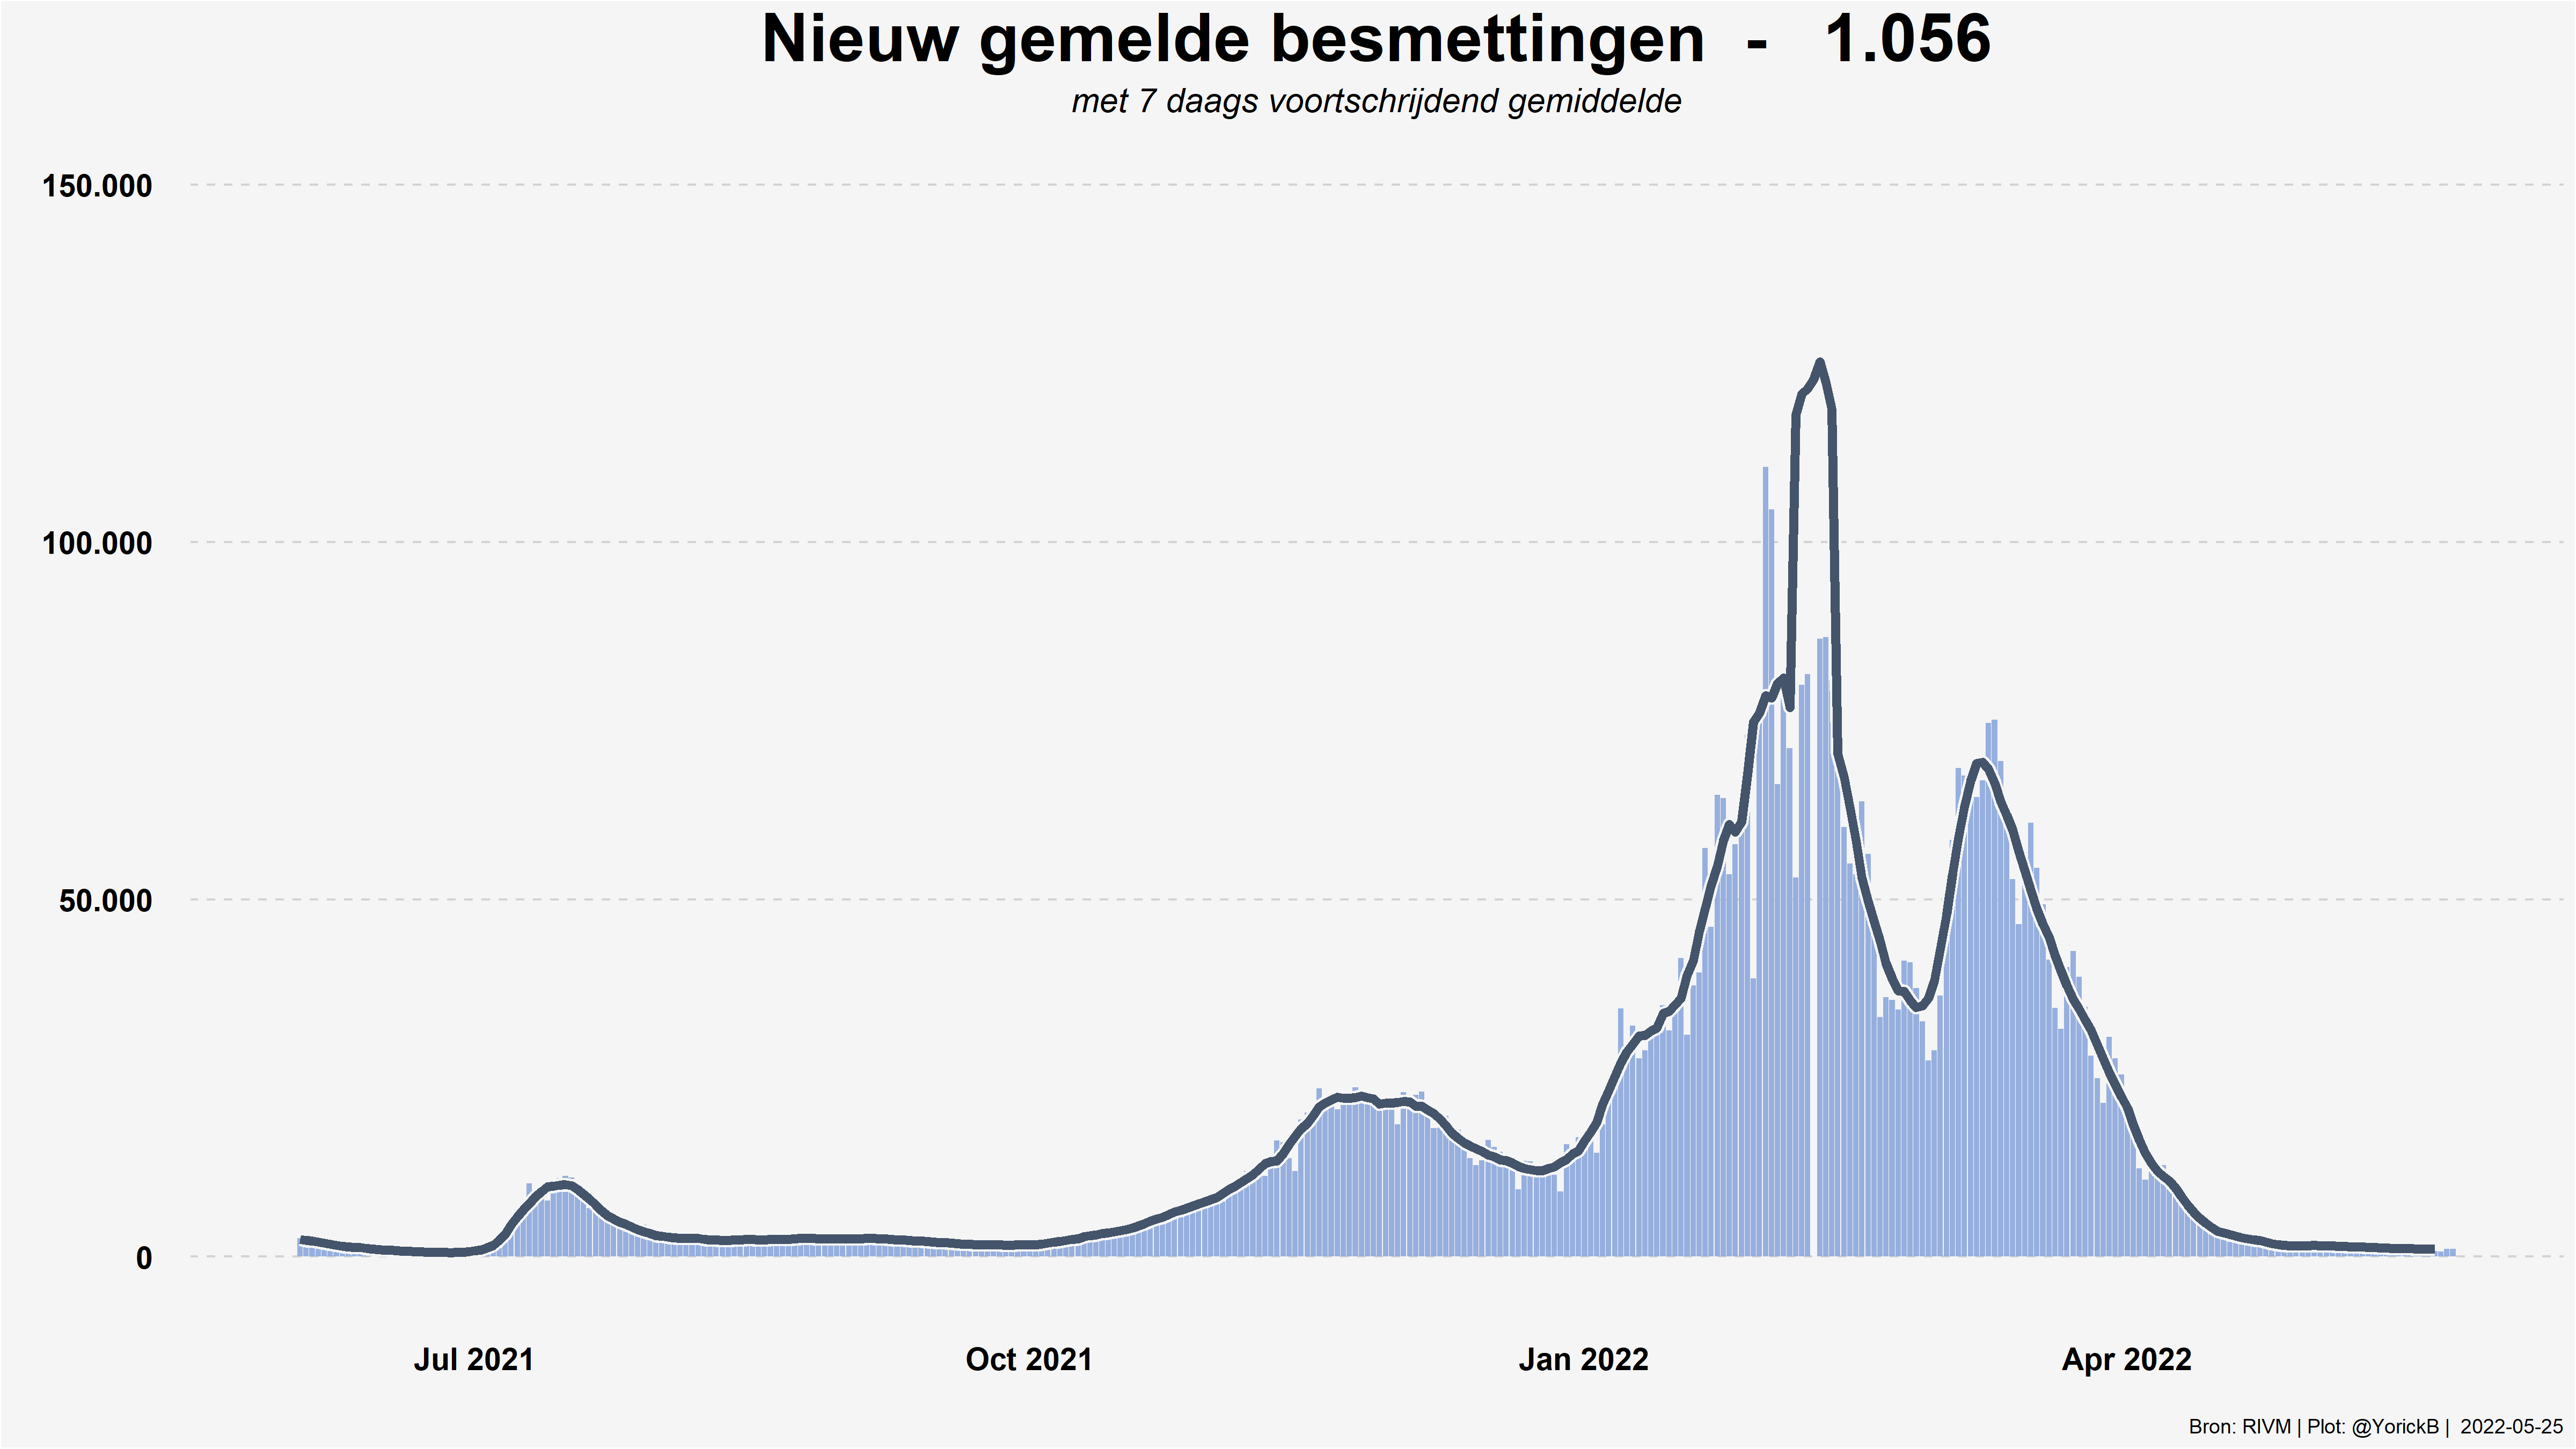 Nieuw gemelde besmettingen - 1.056
met 7 daags voortschrijdend gemiddelde
150.000
100.000
50.000
0
Jul 2021 Oct 2021 Jan 2022 Apr 2022
Bron: RIVM | Plot: @YorickB | 2022-05-25